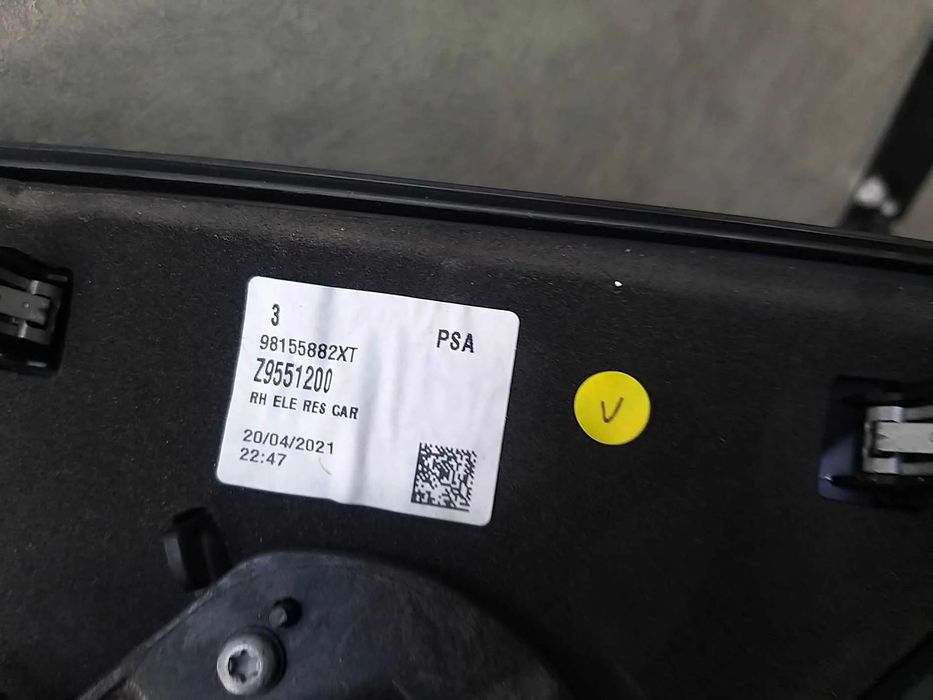 3
PSA
98155882XT
Z9551200
RH ELE RES CAR
20/04/2021
22:47
V